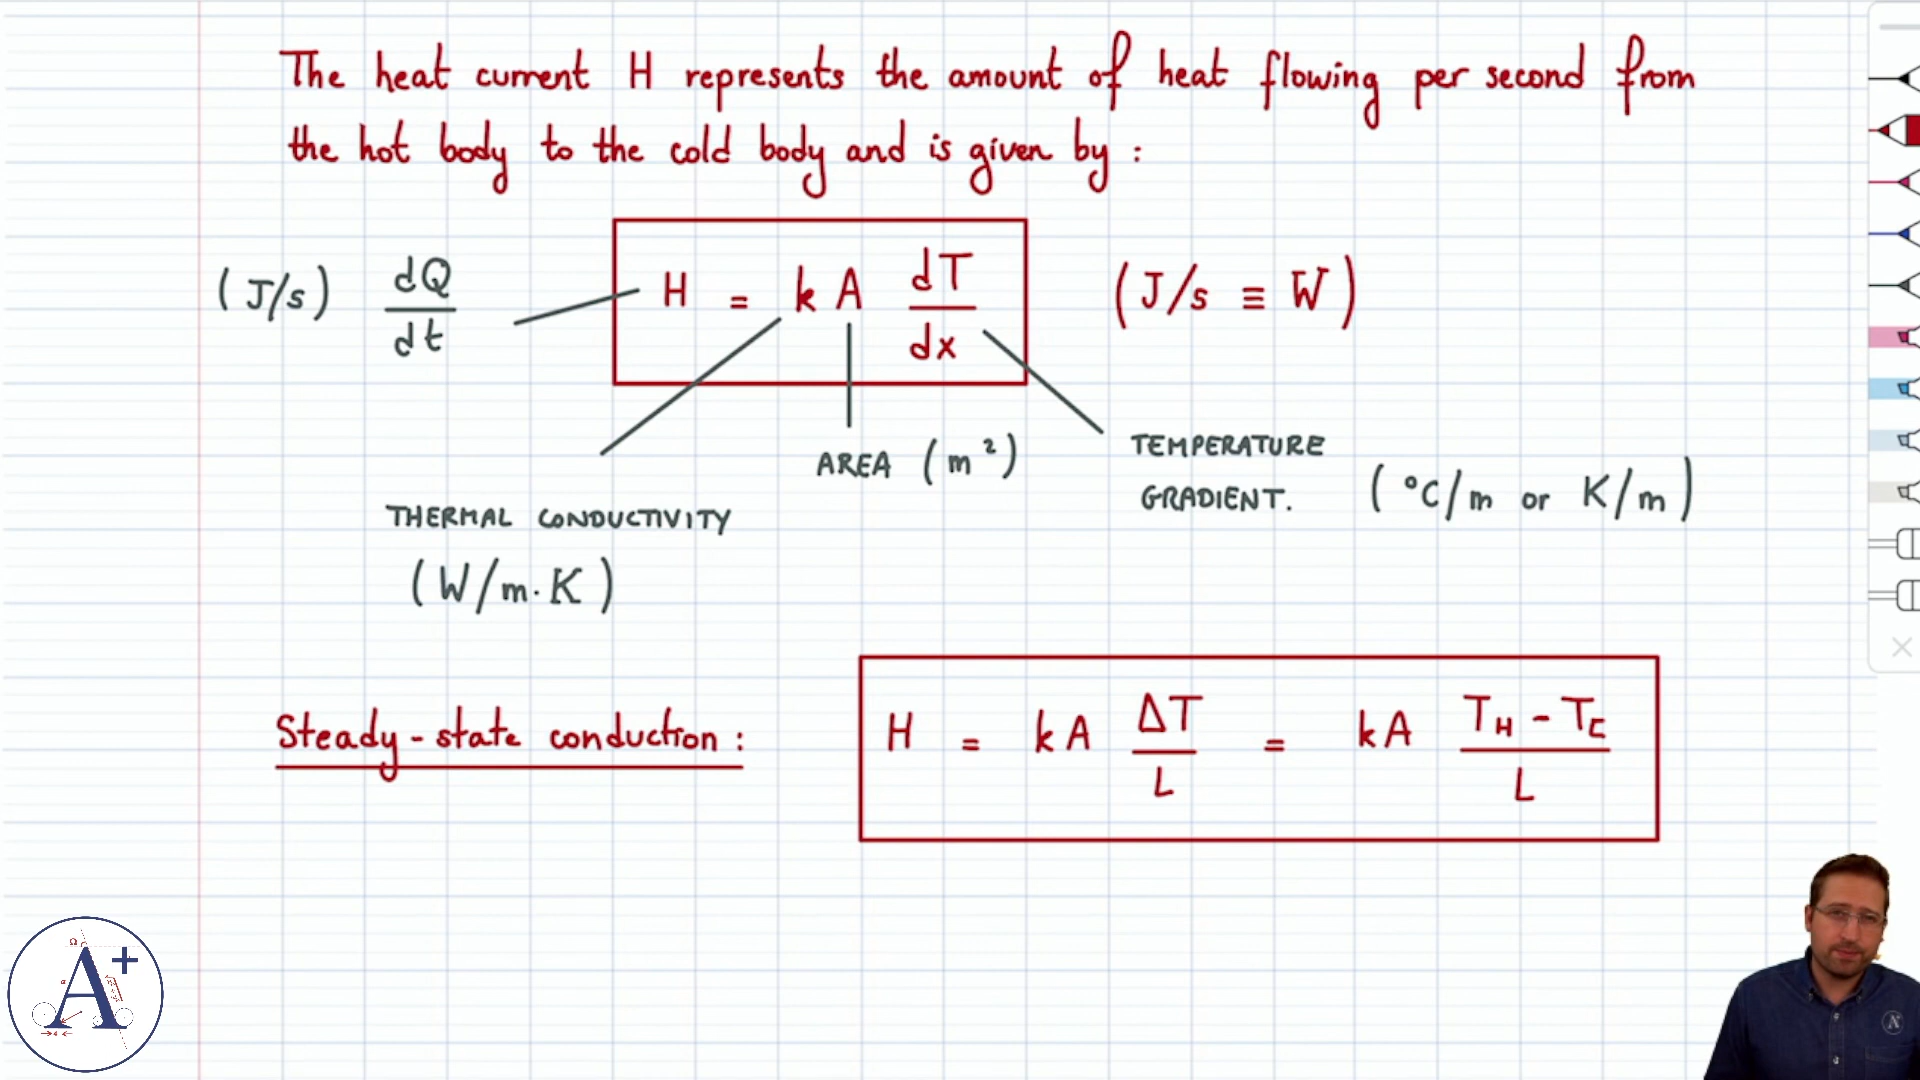 The heat current H represents the amount of heat flowing per second from
the hot body to the cold body and is given by :
(J/s) dQ/dt H = k A dT/dx (J/s ≡ W)
AREA (m²)
TEMPERATURE
GRADIENT. (°C/m or K/m)
THERMAL CONDUCTIVITY
(W/m·K)
Steady-state conduction : H = kA ΔT/L = kA (T_H - T_C)/L
A+